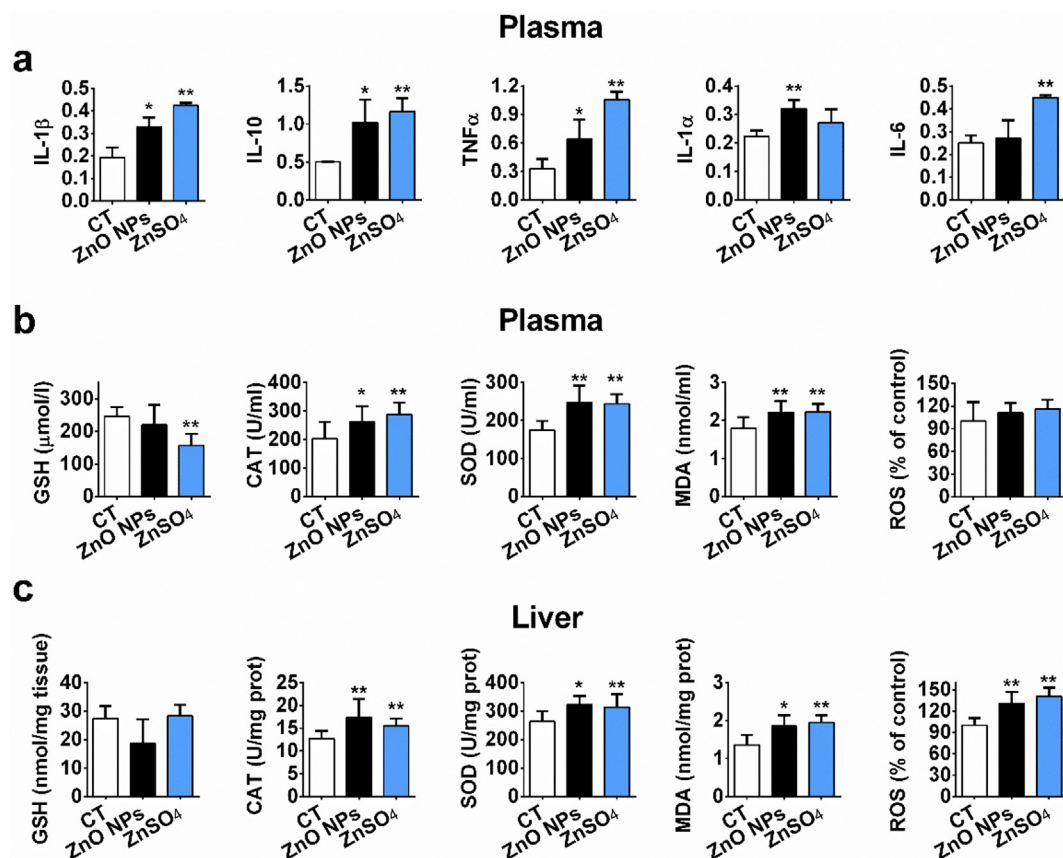 Plasma
a
IL-1β
0.5
0.4
0.3
0.2
0.1
0.0
*
**
CT
ZnO NPs
ZnSO₄
IL-10
1.5
1.0
0.5
0.0
*
**
CT
ZnO NPs
ZnSO₄
TNFα
1.2
0.9
0.6
0.3
0.0
*
**
CT
ZnO NPs
ZnSO₄
IL-1α
0.5
0.4
0.3
0.2
0.1
0.0
**
CT
ZnO NPs
ZnSO₄
IL-6
0.5
0.4
0.3
0.2
0.1
0.0
**
CT
ZnO NPs
ZnSO₄
b
Plasma
GSH (μmol/l)
300
200
100
0
**
CT
ZnO NPs
ZnSO₄
CAT (U/ml)
400
300
200
100
0
*
**
CT
ZnO NPs
ZnSO₄
SOD (U/ml)
300
200
100
0
**
**
CT
ZnO NPs
ZnSO₄
MDA (nmol/ml)
3
2
1
0
**
**
CT
ZnO NPs
ZnSO₄
ROS (% of control)
150
120
90
60
30
0
CT
ZnO NPs
ZnSO₄
c
Liver
GSH (nmol/mg tissue)
40
30
20
10
0
CT
ZnO NPs
ZnSO₄
CAT (U/mg prot)
25
20
15
10
5
0
**
**
CT
ZnO NPs
ZnSO₄
SOD (U/mg prot)
400
300
200
100
0
*
**
CT
ZnO NPs
ZnSO₄
MDA (nmol/mg prot)
3
2
1
0
*
**
CT
ZnO NPs
ZnSO₄
ROS (% of control)
150
120
90
60
30
0
**
**
CT
ZnO NPs
ZnSO₄